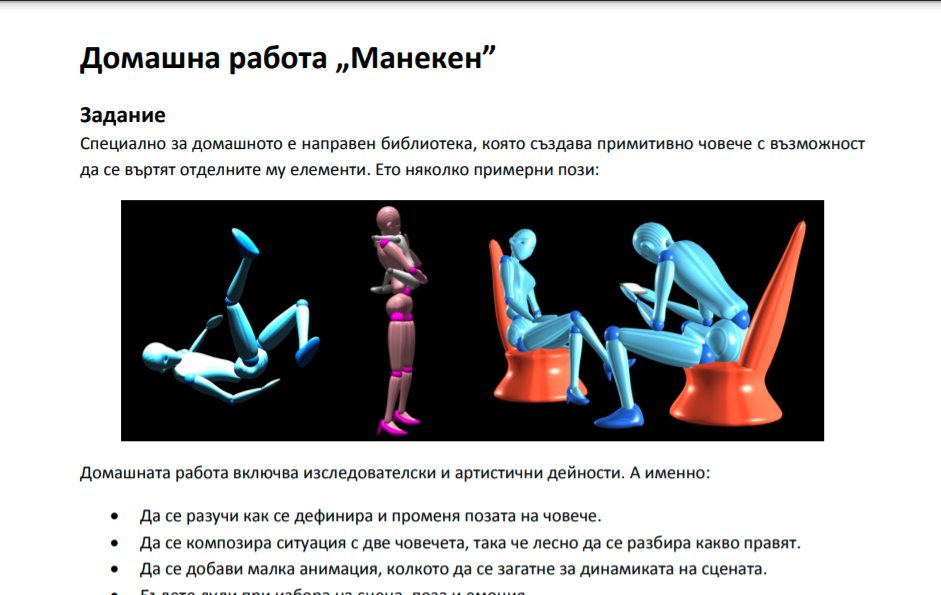 Домашна работа „Манекен”
Задание
Специално за домашното е направен библиотека, която създава примитивно човече с възможност
да се въртят отделните му елементи. Ето няколко примерни пози:
Домашната работа включва изследователски и артистични дейности. А именно:
• Да се разучи как се дефинира и променя позата на човече.
• Да се композира ситуация с две човечета, така че лесно да се разбира какво правят.
• Да се добави малка анимация, колкото да се загатне за динамиката на сцената.